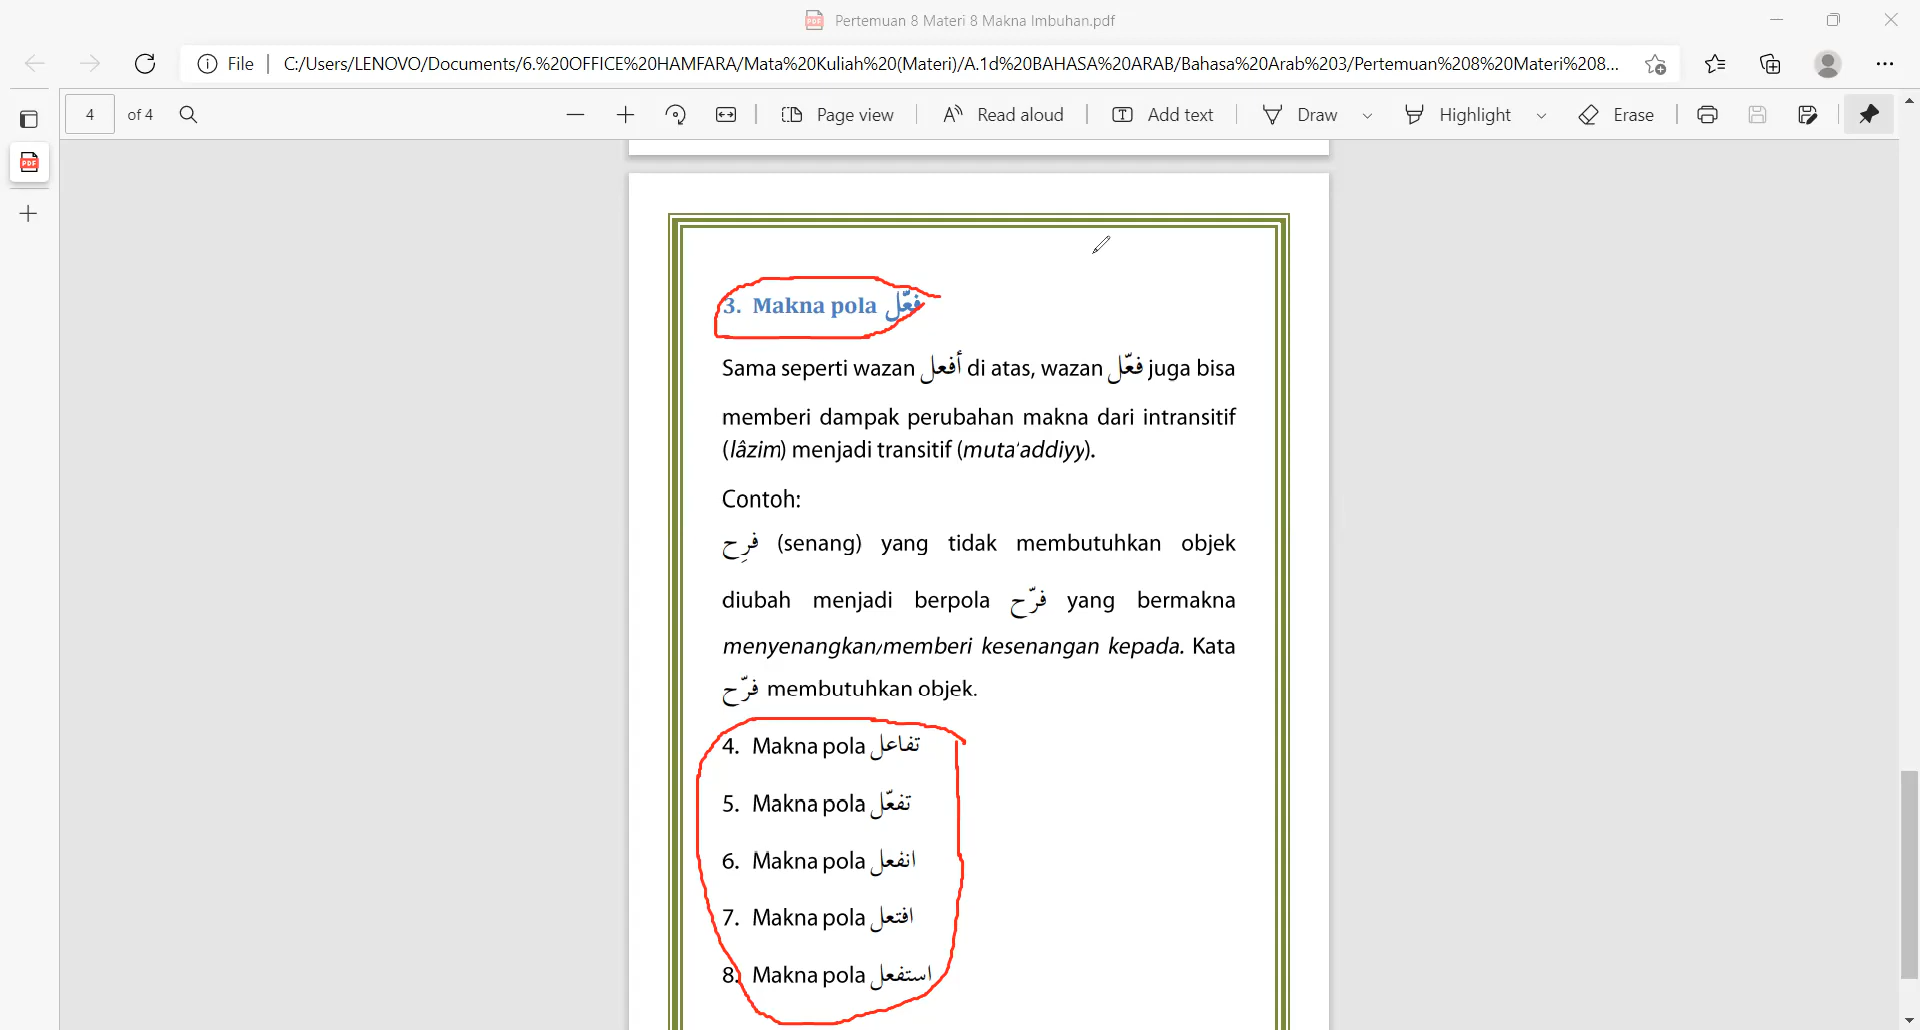 Pertemuan 8 Materi 8 Makna Imbuhan.pdf
File C:/Users/LENOVO/Documents/6.%20OFFICE%20HAMFARA/Mata%20Kuliah%20(Materi)/A.1d%20BAHASA%20ARAB/Bahasa%20Arab%203/Pertemuan%208%20Materi%208...
4 of 4 Page view Read aloud Add text Draw Highlight Erase
3. Makna pola فعّل
Sama seperti wazan أفعل di atas, wazan فعّل juga bisa
memberi dampak perubahan makna dari intransitif
(lâzim) menjadi transitif (muta'addiyy).
Contoh:
فرِح (senang) yang tidak membutuhkan objek
diubah menjadi berpola فرّح yang bermakna
menyenangkan/memberi kesenangan kepada. Kata
فرّح membutuhkan objek.
4. Makna pola تفاعل
5. Makna pola تفعّل
6. Makna pola انفعل
7. Makna pola افتعل
8. Makna pola استفعل